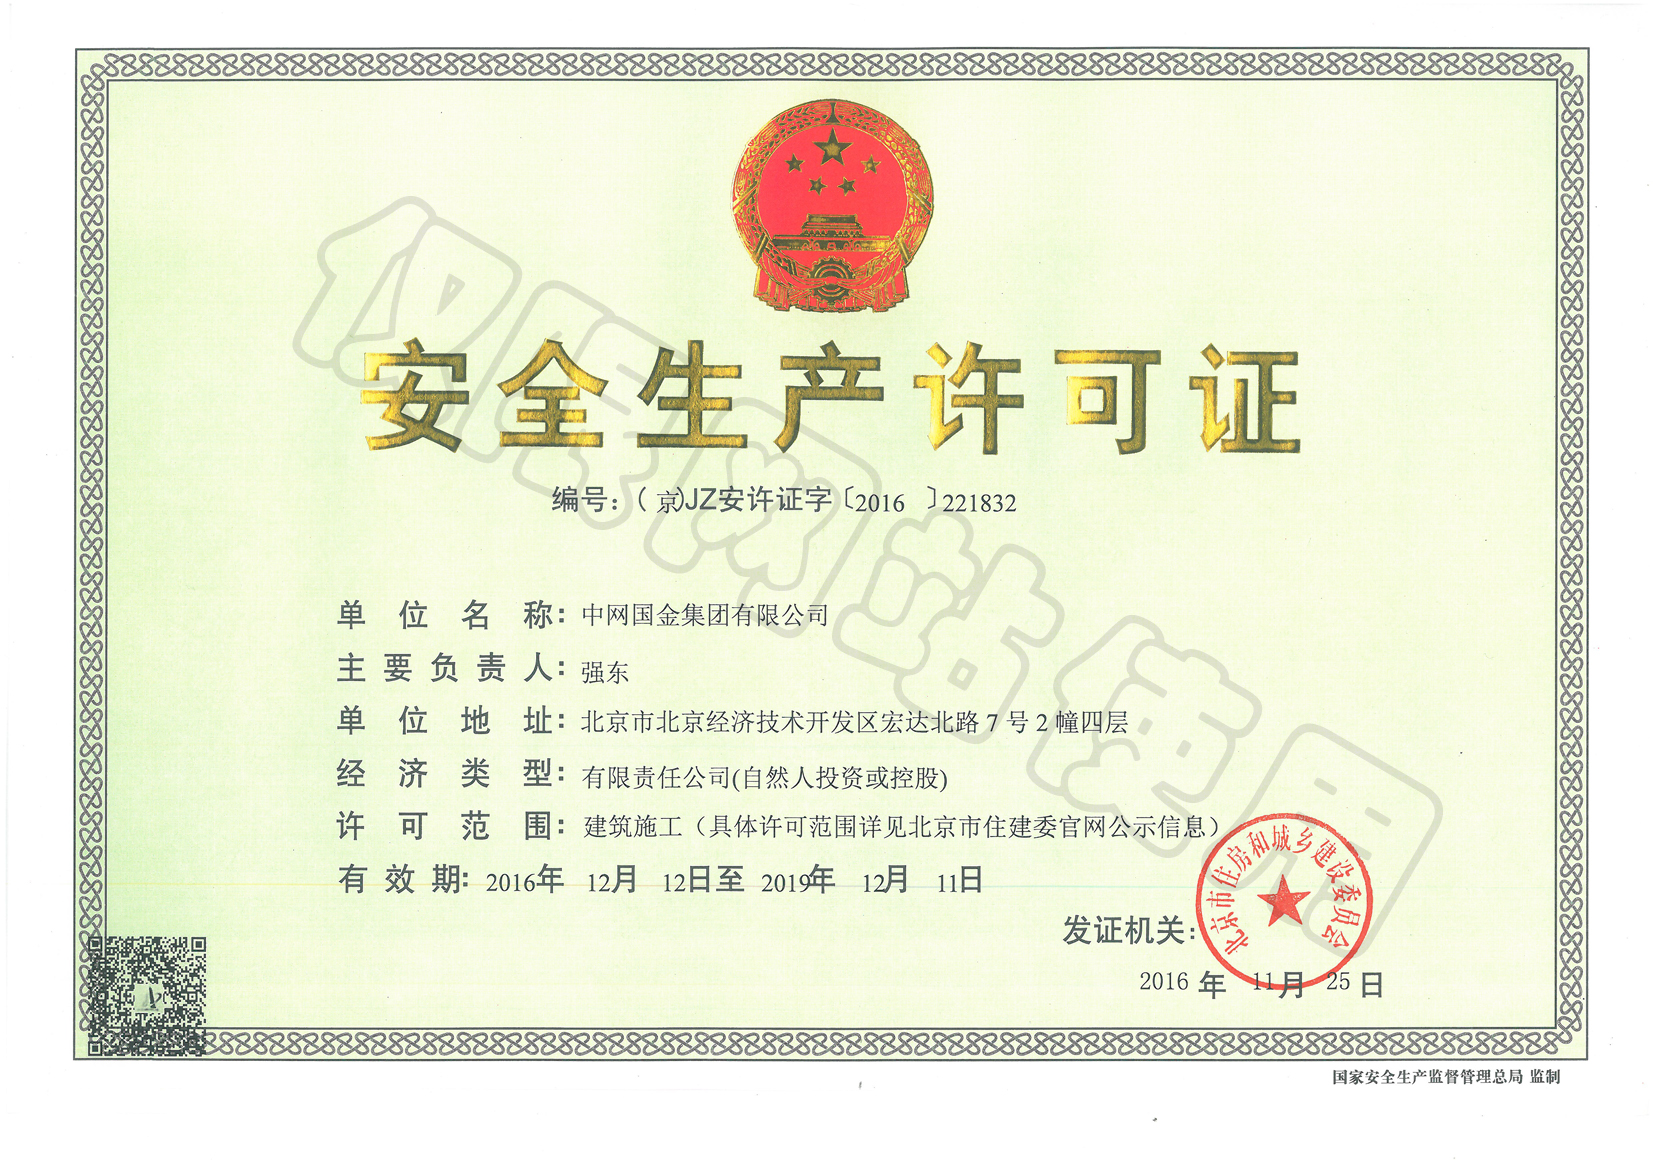 安全生产许可证
编号：（京）JZ安许证字〔2016 〕221832
单位名称：中网国金集团有限公司
主要负责人：强东
单位地址：北京市北京经济技术开发区宏达北路 7 号 2 幢四层
经济类型：有限责任公司(自然人投资或控股)
许可范围：建筑施工（具体许可范围详见北京市住建委官网公示信息）
有效期：2016年 12月 12日至 2019年 12月 11日
发证机关：
北京市住房和城乡建设委员会
2016 年 11月 25 日
国家安全生产监督管理总局 监制
仅限网站使用